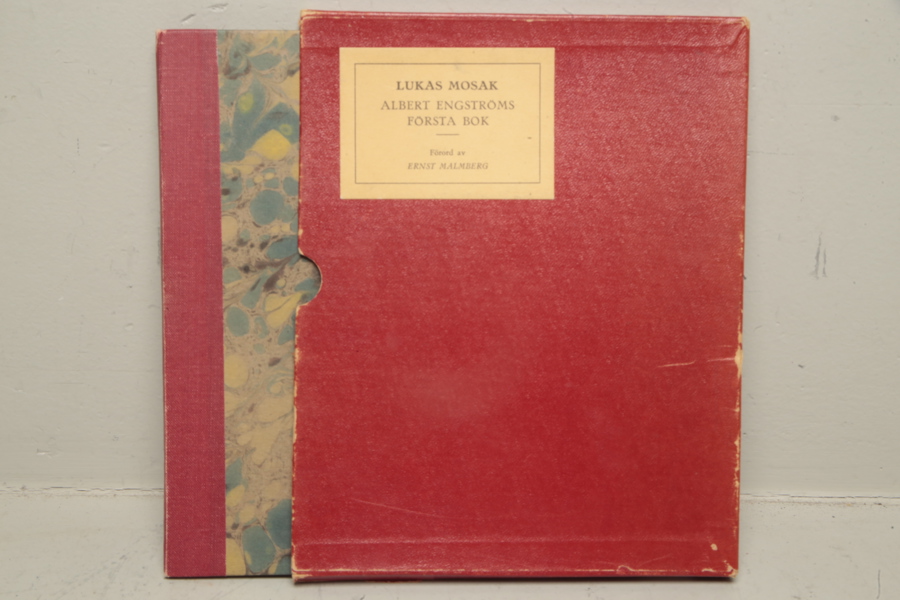 LUKAS MOSAK
ALBERT ENGSTRÖMS
FÖRSTA BOK
Förord av
ERNST MALMBERG